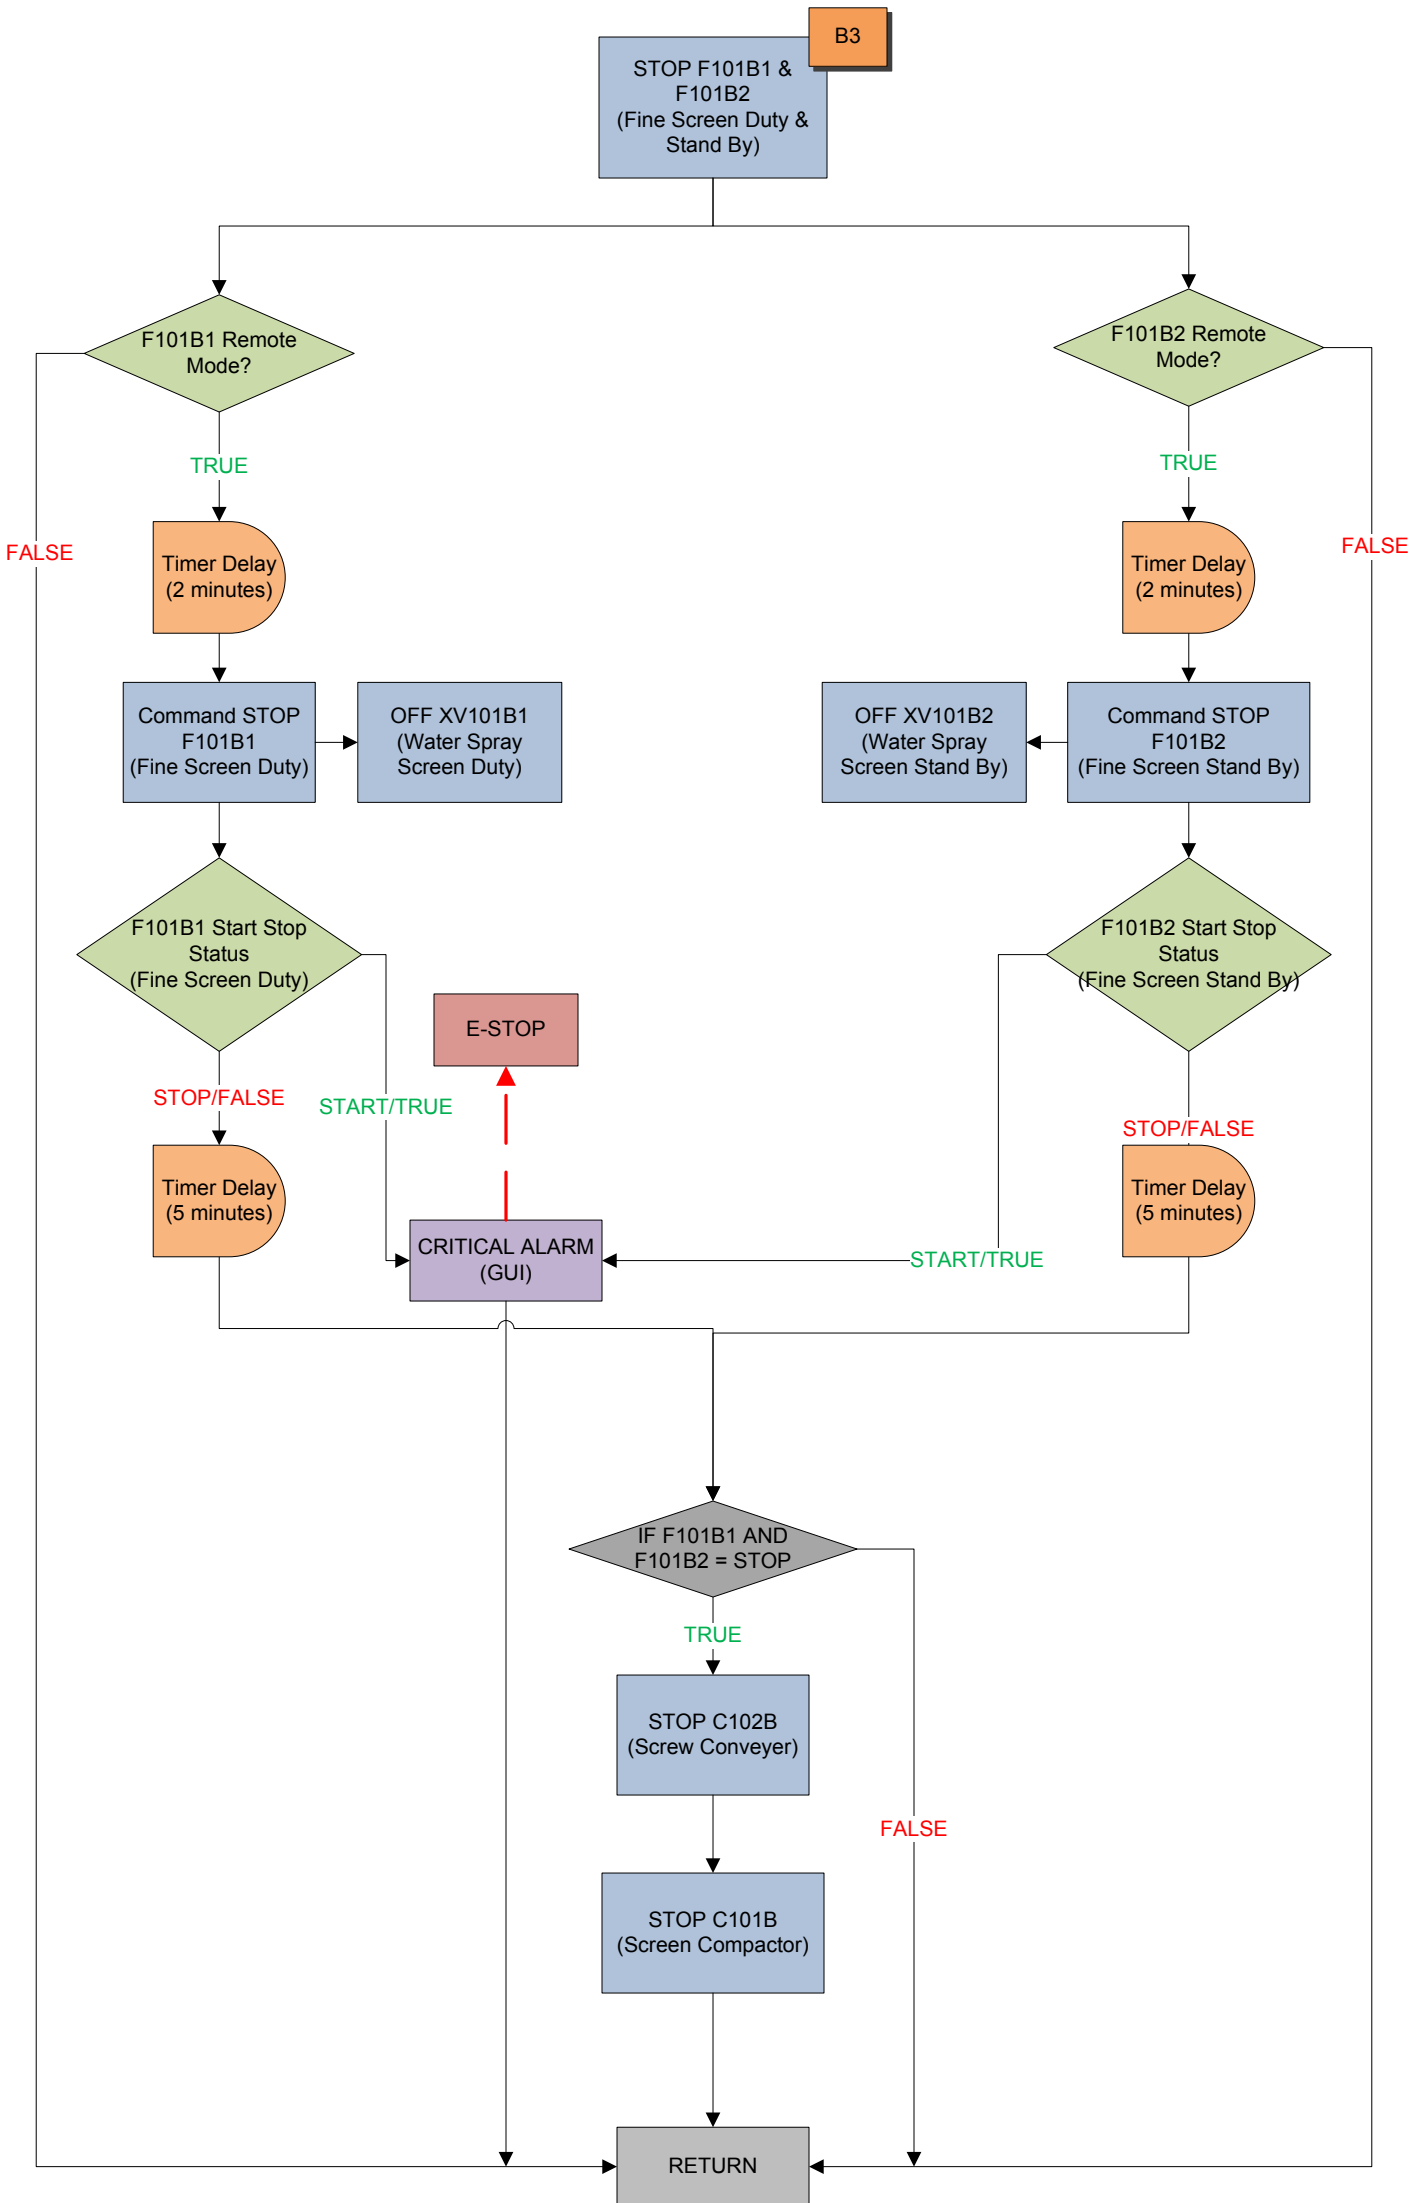 B3
STOP F101B1 &
F101B2
(Fine Screen Duty &
Stand By)
F101B1 Remote
Mode?
F101B2 Remote
Mode?
TRUE
TRUE
FALSE
FALSE
Timer Delay
(2 minutes)
Timer Delay
(2 minutes)
Command STOP
F101B1
(Fine Screen Duty)
OFF XV101B1
(Water Spray
Screen Duty)
OFF XV101B2
(Water Spray
Screen Stand By)
Command STOP
F101B2
(Fine Screen Stand By)
F101B1 Start Stop
Status
(Fine Screen Duty)
F101B2 Start Stop
Status
(Fine Screen Stand By)
E-STOP
STOP/FALSE
START/TRUE
STOP/FALSE
Timer Delay
(5 minutes)
Timer Delay
(5 minutes)
CRITICAL ALARM
(GUI)
START/TRUE
IF F101B1 AND
F101B2 = STOP
TRUE
STOP C102B
(Screw Conveyer)
FALSE
STOP C101B
(Screen Compactor)
RETURN